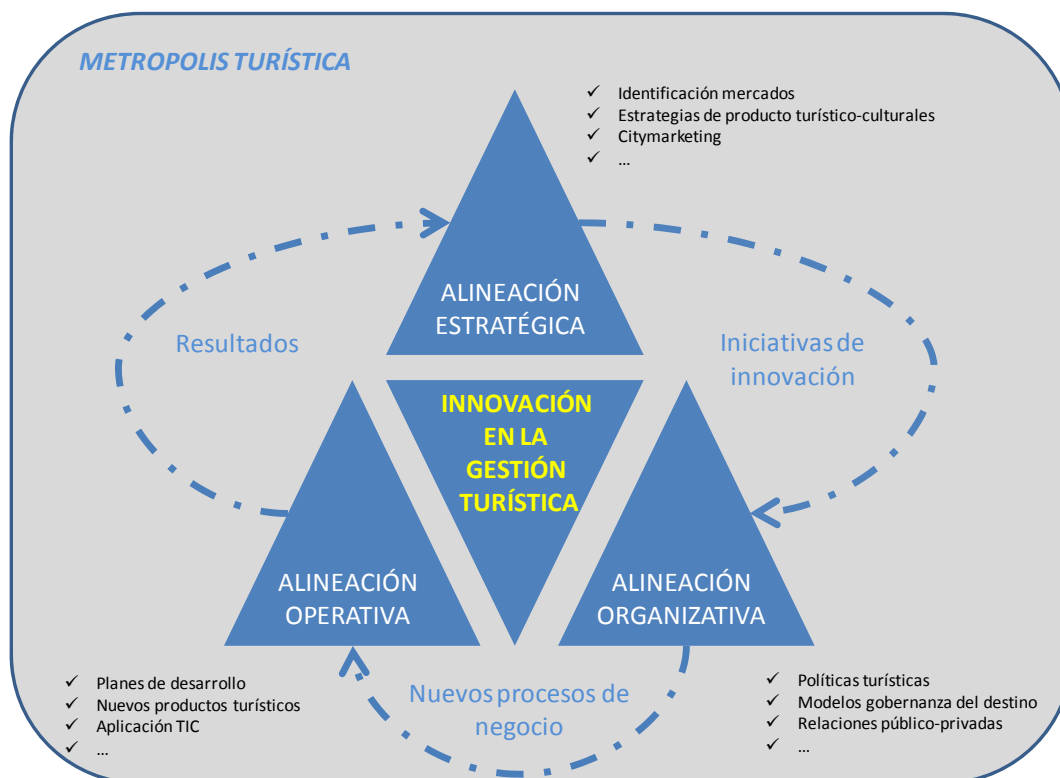 METROPOLIS TURÍSTICA
✓ Identificación mercados
✓ Estrategias de producto turístico-culturales
✓ Citymarketing
✓ ...
ALINEACIÓN
ESTRATÉGICA
Resultados
Iniciativas de
innovación
INNOVACIÓN
EN LA
GESTIÓN
TURÍSTICA
ALINEACIÓN
OPERATIVA
ALINEACIÓN
ORGANIZATIVA
✓ Planes de desarrollo
✓ Nuevos productos turísticos
✓ Aplicación TIC
✓ ...
Nuevos procesos de
negocio
✓ Políticas turísticas
✓ Modelos gobernanza del destino
✓ Relaciones público-privadas
✓ ...